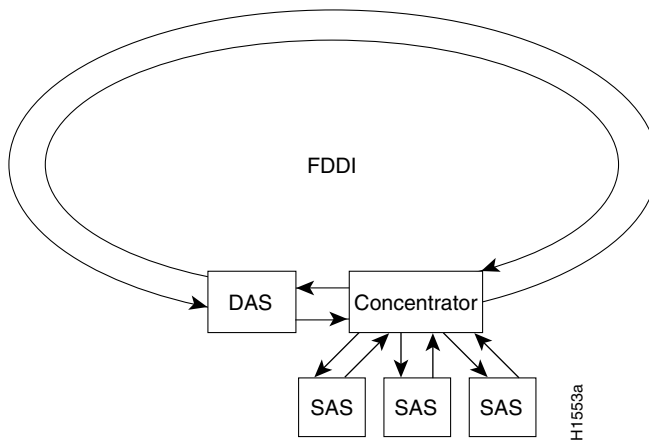 FDDI
DAS
Concentrator
SAS
SAS
SAS
H1553a